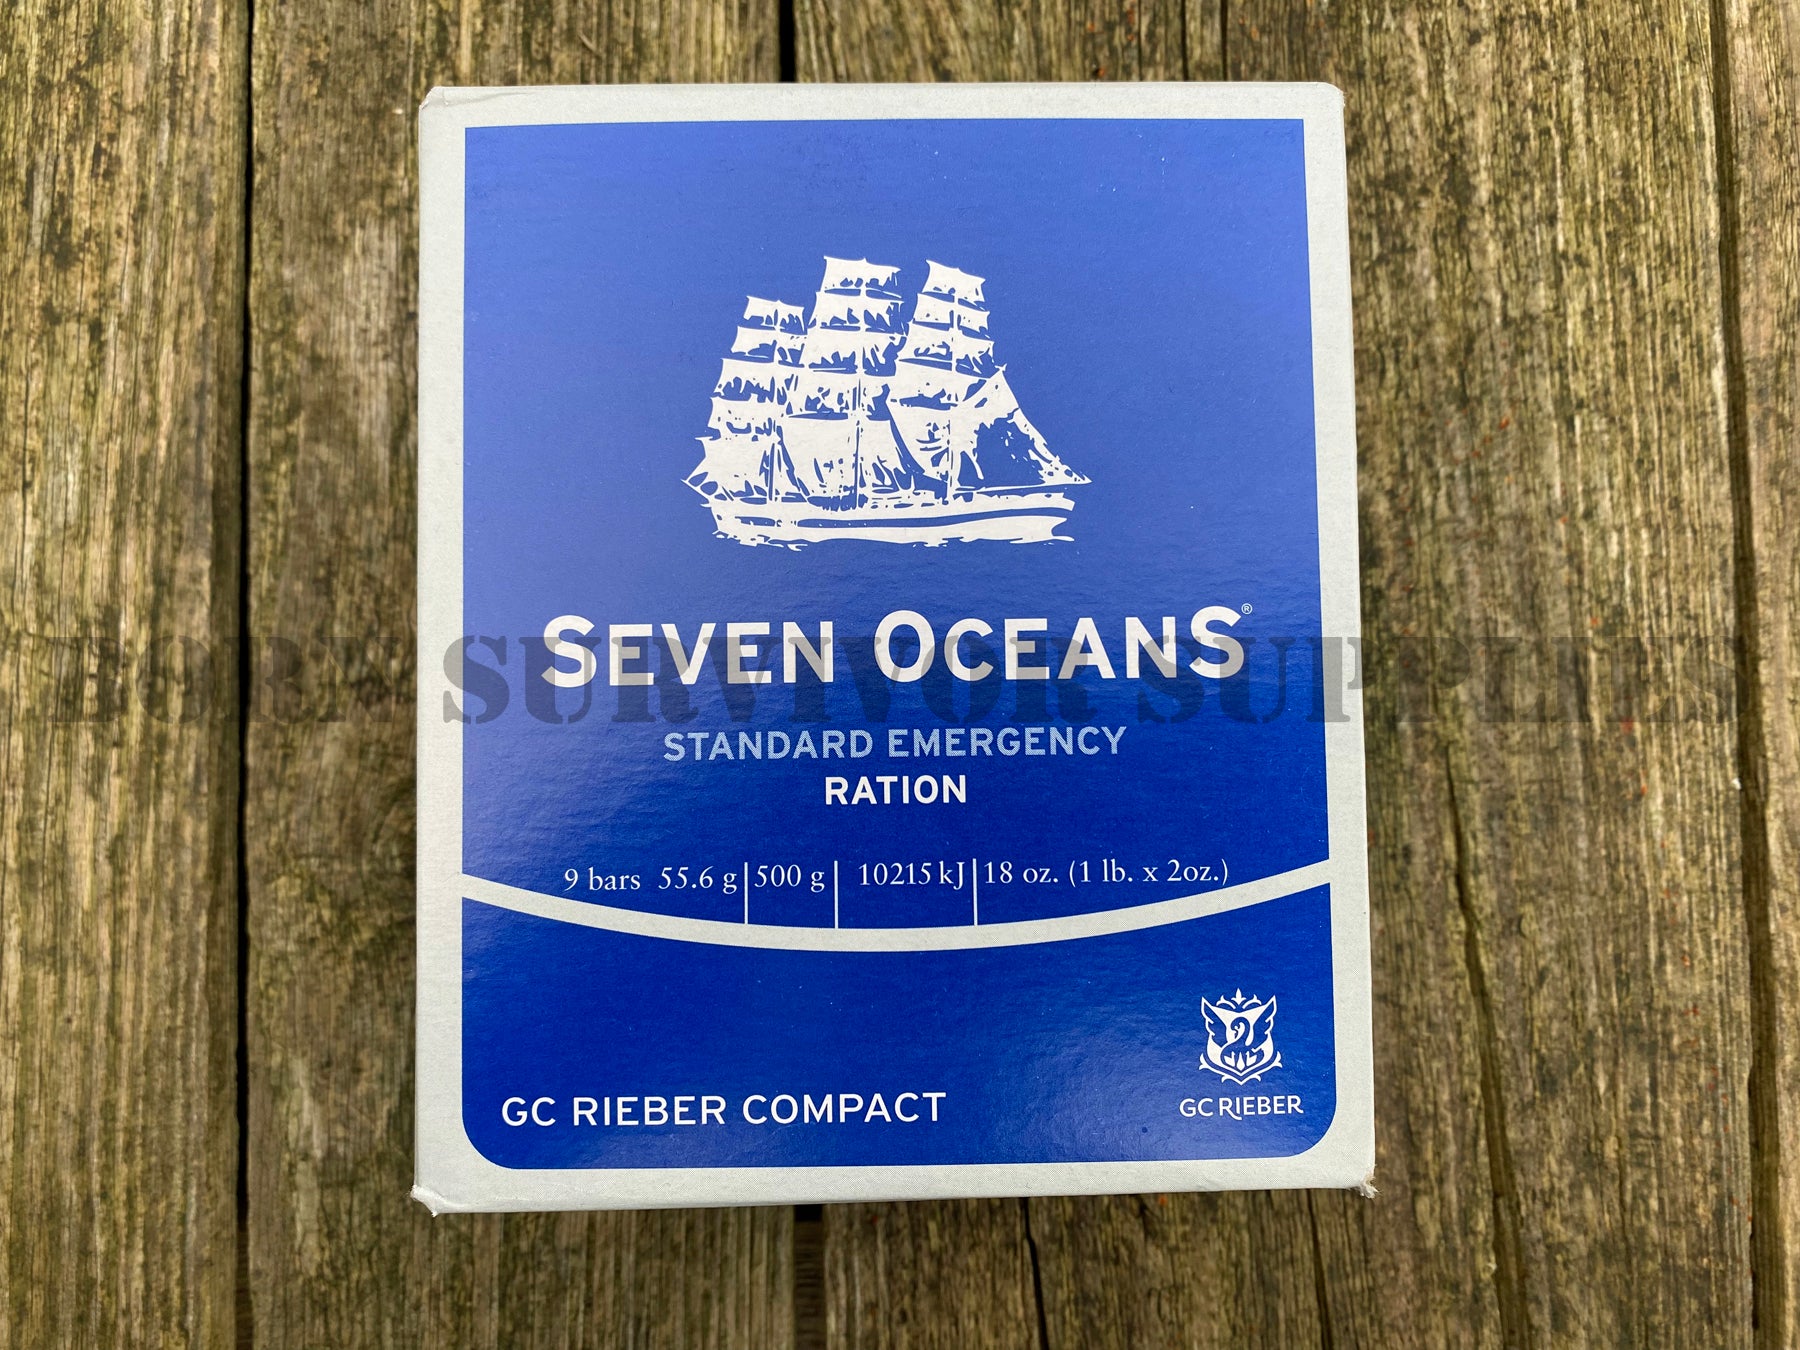 SEVEN OCEANS®
BORN SURVIVOR SUPPLIES
STANDARD EMERGENCY
RATION
9 bars 55.6 g | 500 g | 10215 kJ | 18 oz. (1 lb. x 2oz.)
GC RIEBER COMPACT
GC RIEBER